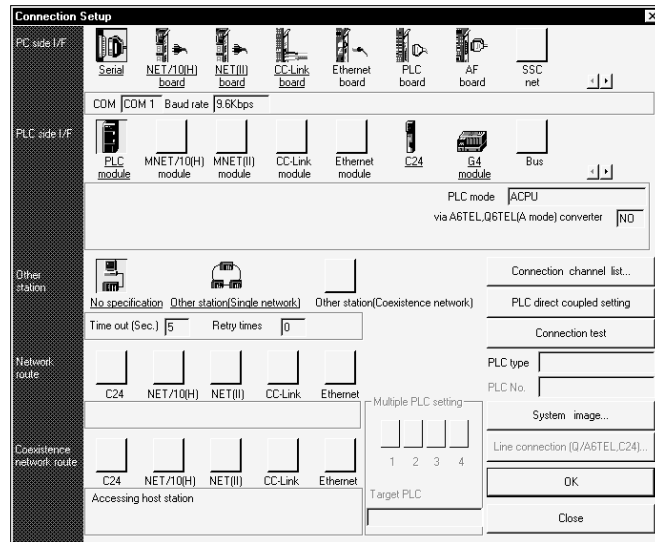 Connection Setup
PC side I/F
Serial NET/10(H) board NET(II) board CC-Link board Ethernet board PLC board AF board SSC net
COM COM 1 Baud rate 9.6Kbps
PLC side I/F
PLC module MNET/10(H) module MNET(II) module CC-Link module Ethernet module C24 G4 module Bus
PLC mode ACPU
via A6TEL,Q6TEL(A mode) converter NO
Other station
No specification Other station(Single network) Other station(Coexistence network)
Time out (Sec.) 5 Retry times 0
Connection channel list...
PLC direct coupled setting
Connection test
Network route
C24 NET/10(H) NET(II) CC-Link Ethernet
PLC type
PLC No.
Multiple PLC setting
1 2 3 4
Target PLC
System image...
Line connection (Q/A6TEL,C24)...
Coexistence network route
C24 NET/10(H) NET(II) CC-Link Ethernet
Accessing host station
OK
Close